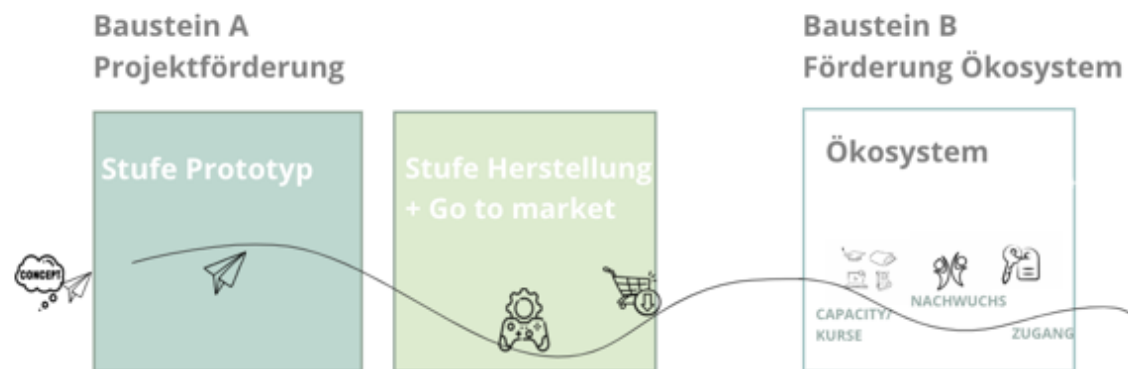 Baustein A
Projektförderung
Baustein B
Förderung Ökosystem
Stufe Prototyp
Stufe Herstellung
+ Go to market
Ökosystem
CONCEPT
CAPACITY/
KURSE
NACHWUCHS
ZUGANG